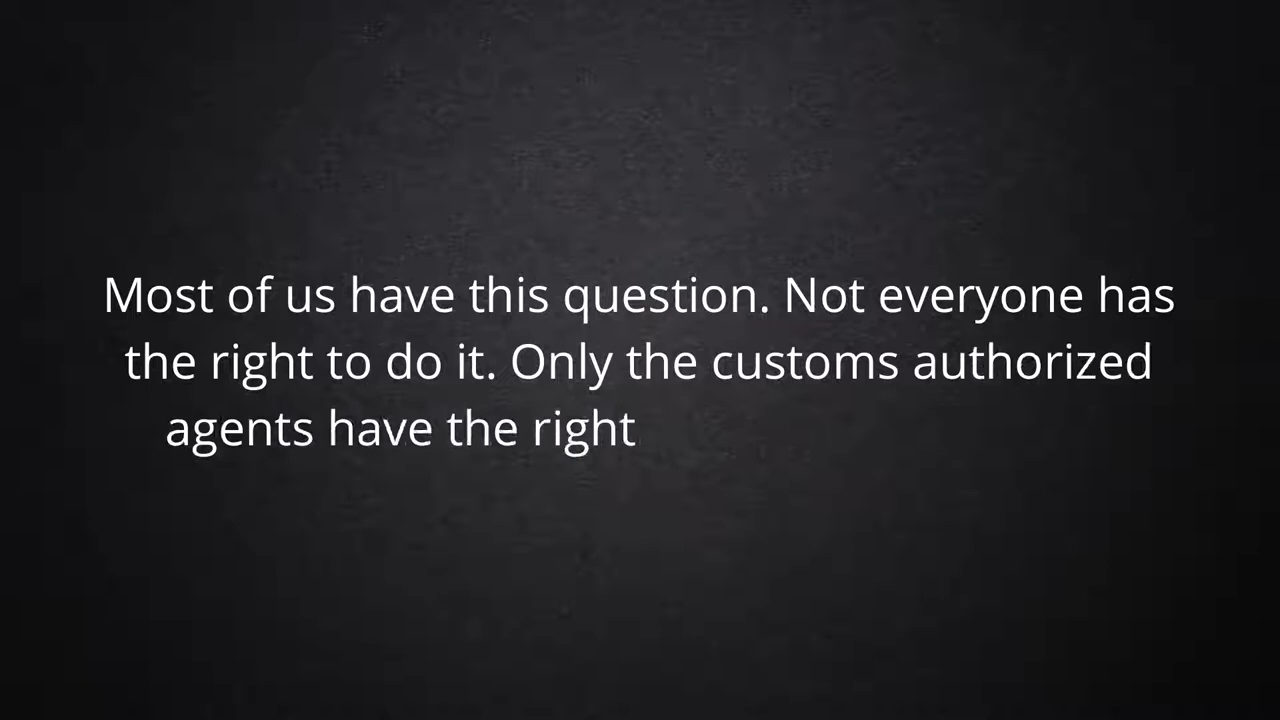 Most of us have this question. Not everyone has
the right to do it. Only the customs authorized
agents have the right